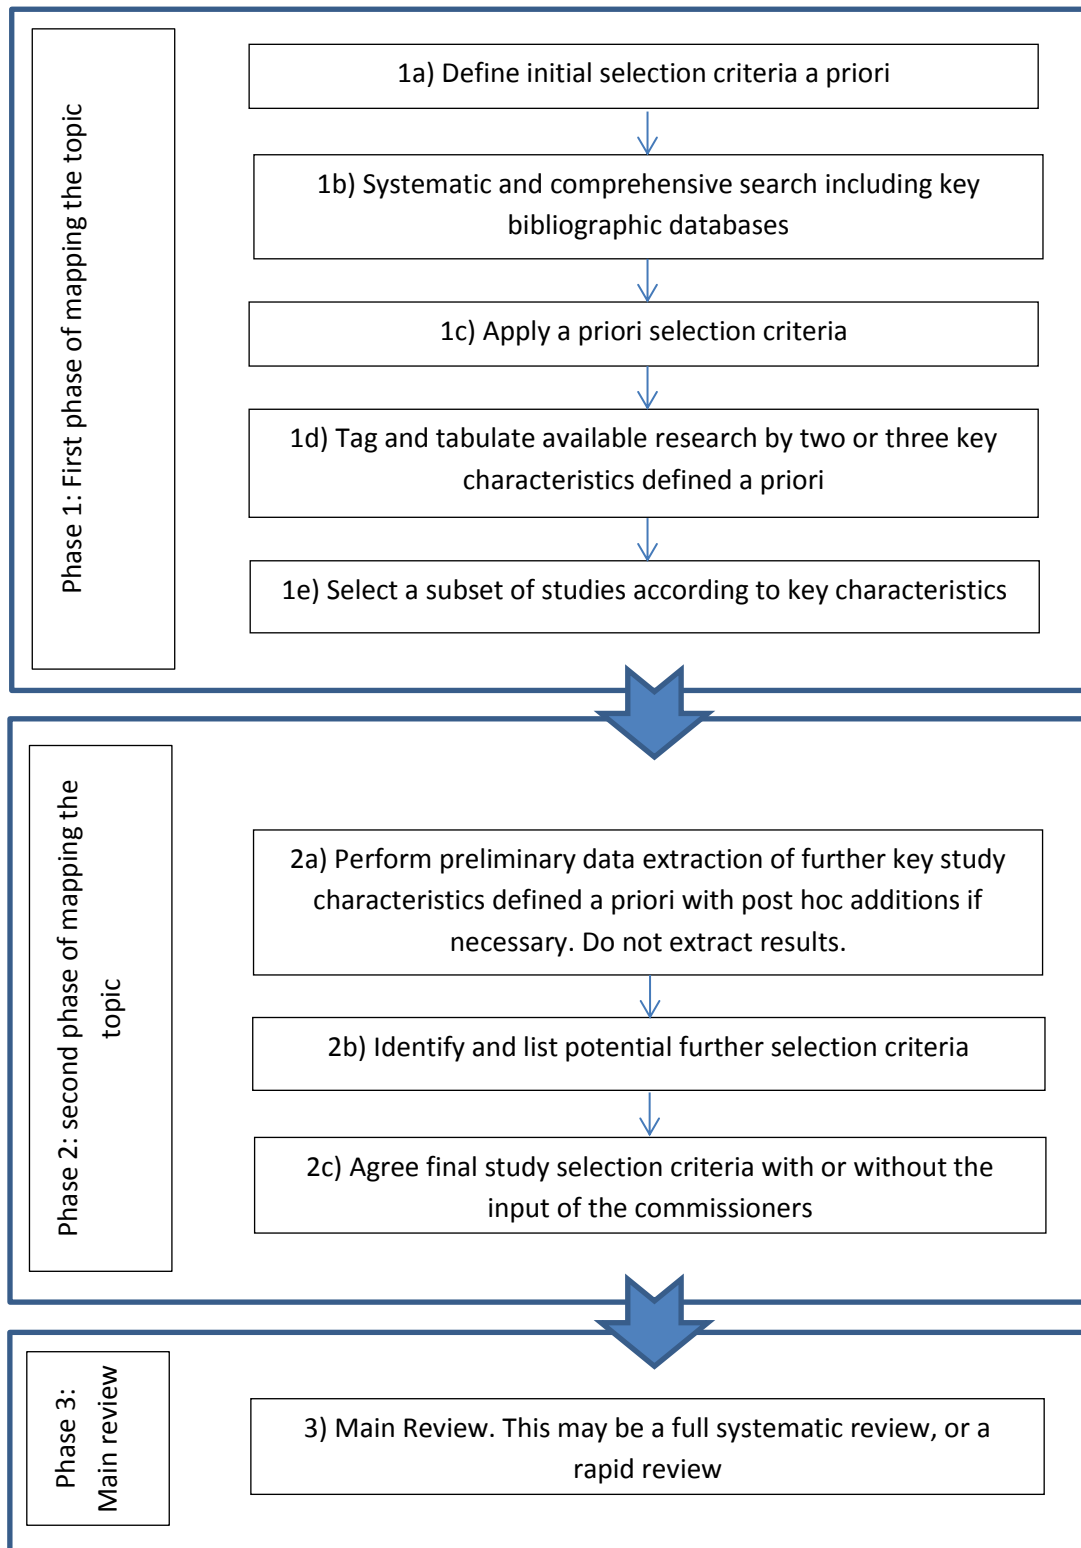 Phase 1: First phase of mapping the topic
1a) Define initial selection criteria a priori
1b) Systematic and comprehensive search including key
bibliographic databases
1c) Apply a priori selection criteria
1d) Tag and tabulate available research by two or three key
characteristics defined a priori
1e) Select a subset of studies according to key characteristics
Phase 2: second phase of mapping the
topic
2a) Perform preliminary data extraction of further key study
characteristics defined a priori with post hoc additions if
necessary. Do not extract results.
2b) Identify and list potential further selection criteria
2c) Agree final study selection criteria with or without the
input of the commissioners
Phase 3:
Main review
3) Main Review. This may be a full systematic review, or a
rapid review